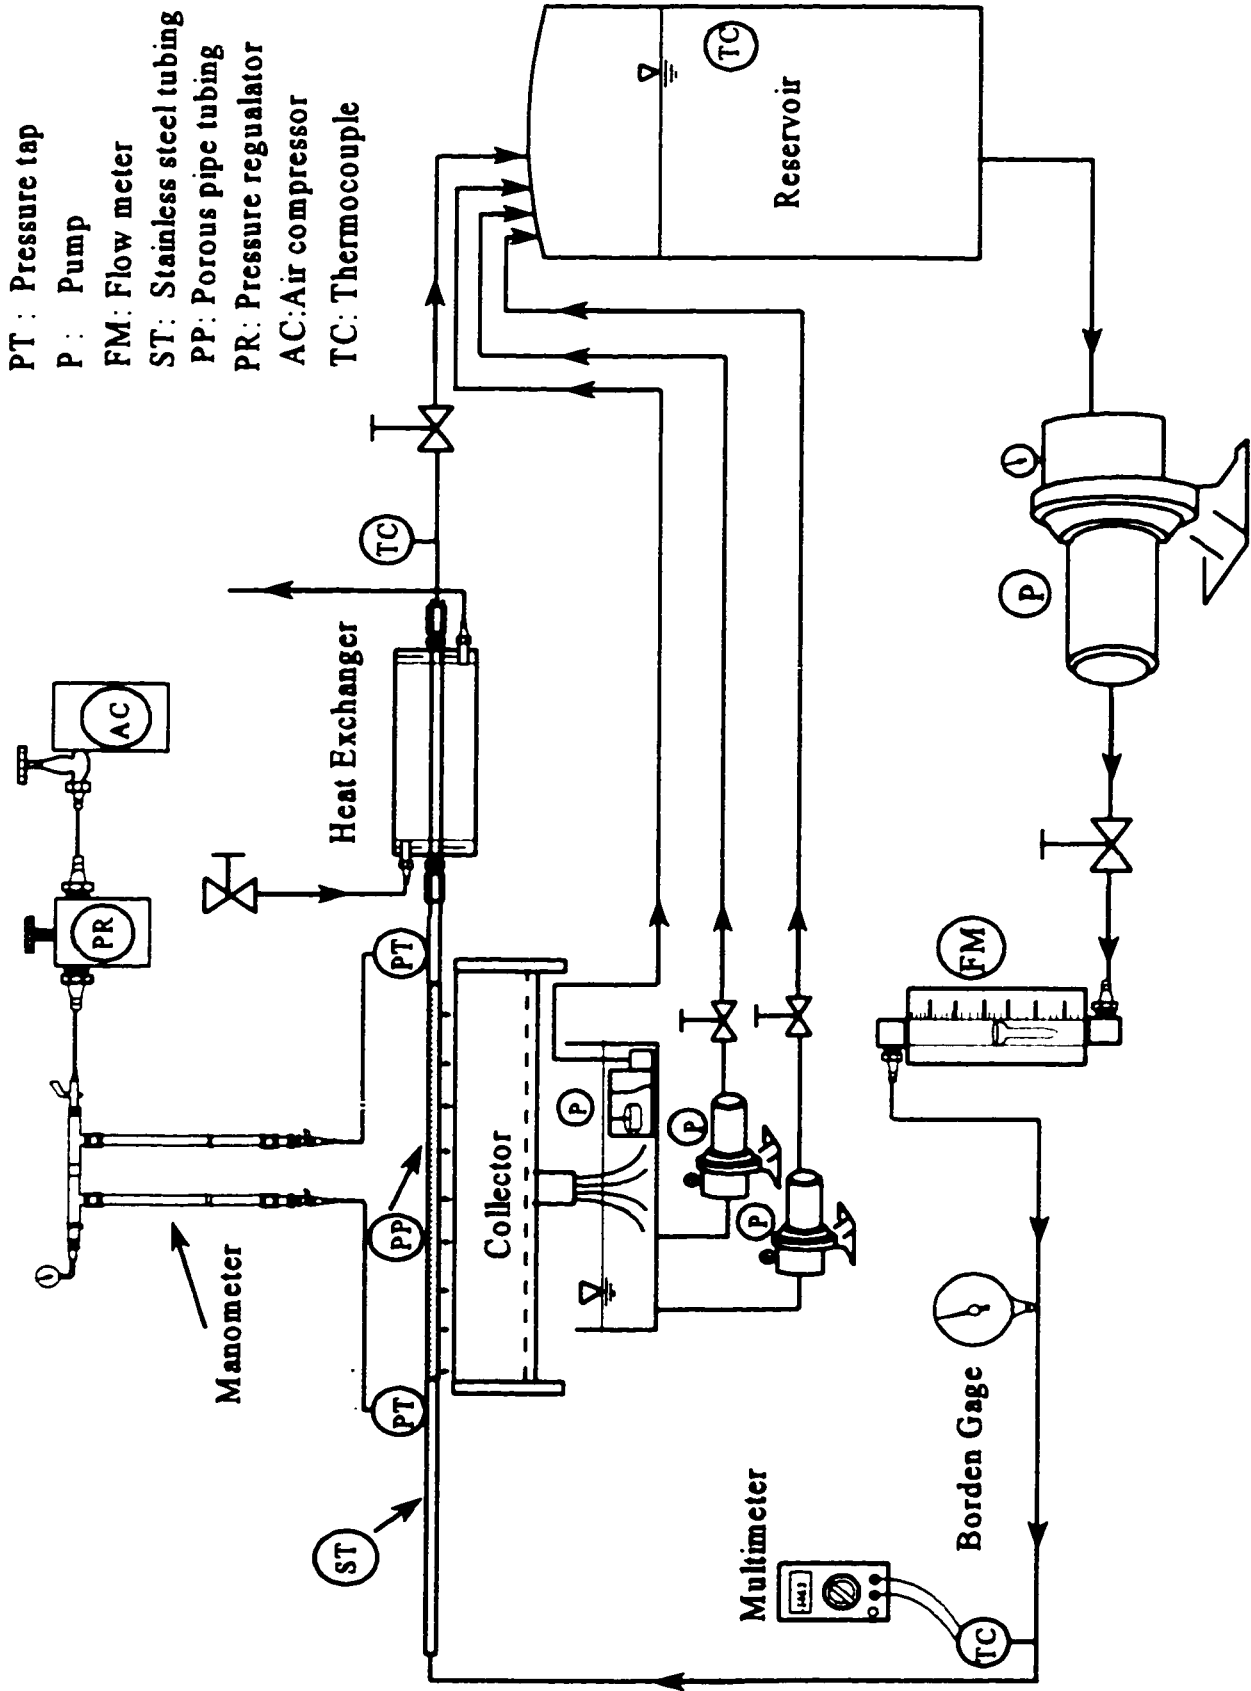 PT : Pressure tap
P : Pump
FM: Flow meter
ST: Stainless steel tubing
PP: Porous pipe tubing
PR: Pressure regualator
AC:Air compressor
TC: Thermocouple
AC
PR
Manometer
Heat Exchanger
TC
TC
Reservoir
ST
PT
PP
PT
Collector
P
P
P
P
FM
Multimeter
TC
Borden Gage